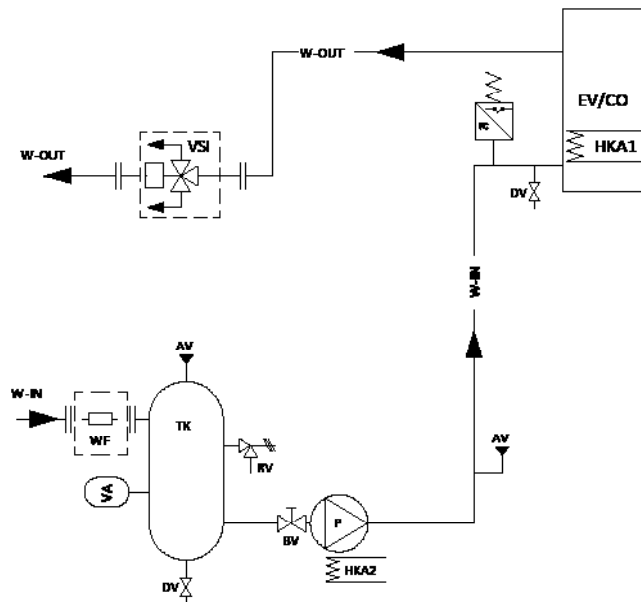 W-OUT
EV/CO
W-OUT
VSI
HKA1
DV
W-IN
AV
W-IN
TK
AV
WF
RV
VA
P
BV
HKA2
DV